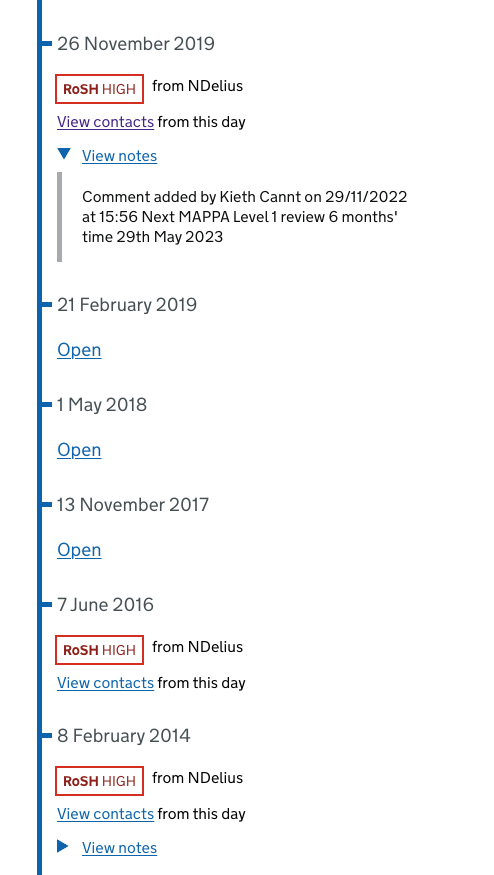 26 November 2019
RoSH HIGH from NDelius
View contacts from this day
View notes
Comment added by Kieth Cannt on 29/11/2022
at 15:56 Next MAPPA Level 1 review 6 months'
time 29th May 2023
21 February 2019
Open
1 May 2018
Open
13 November 2017
Open
7 June 2016
RoSH HIGH from NDelius
View contacts from this day
8 February 2014
RoSH HIGH from NDelius
View contacts from this day
View notes